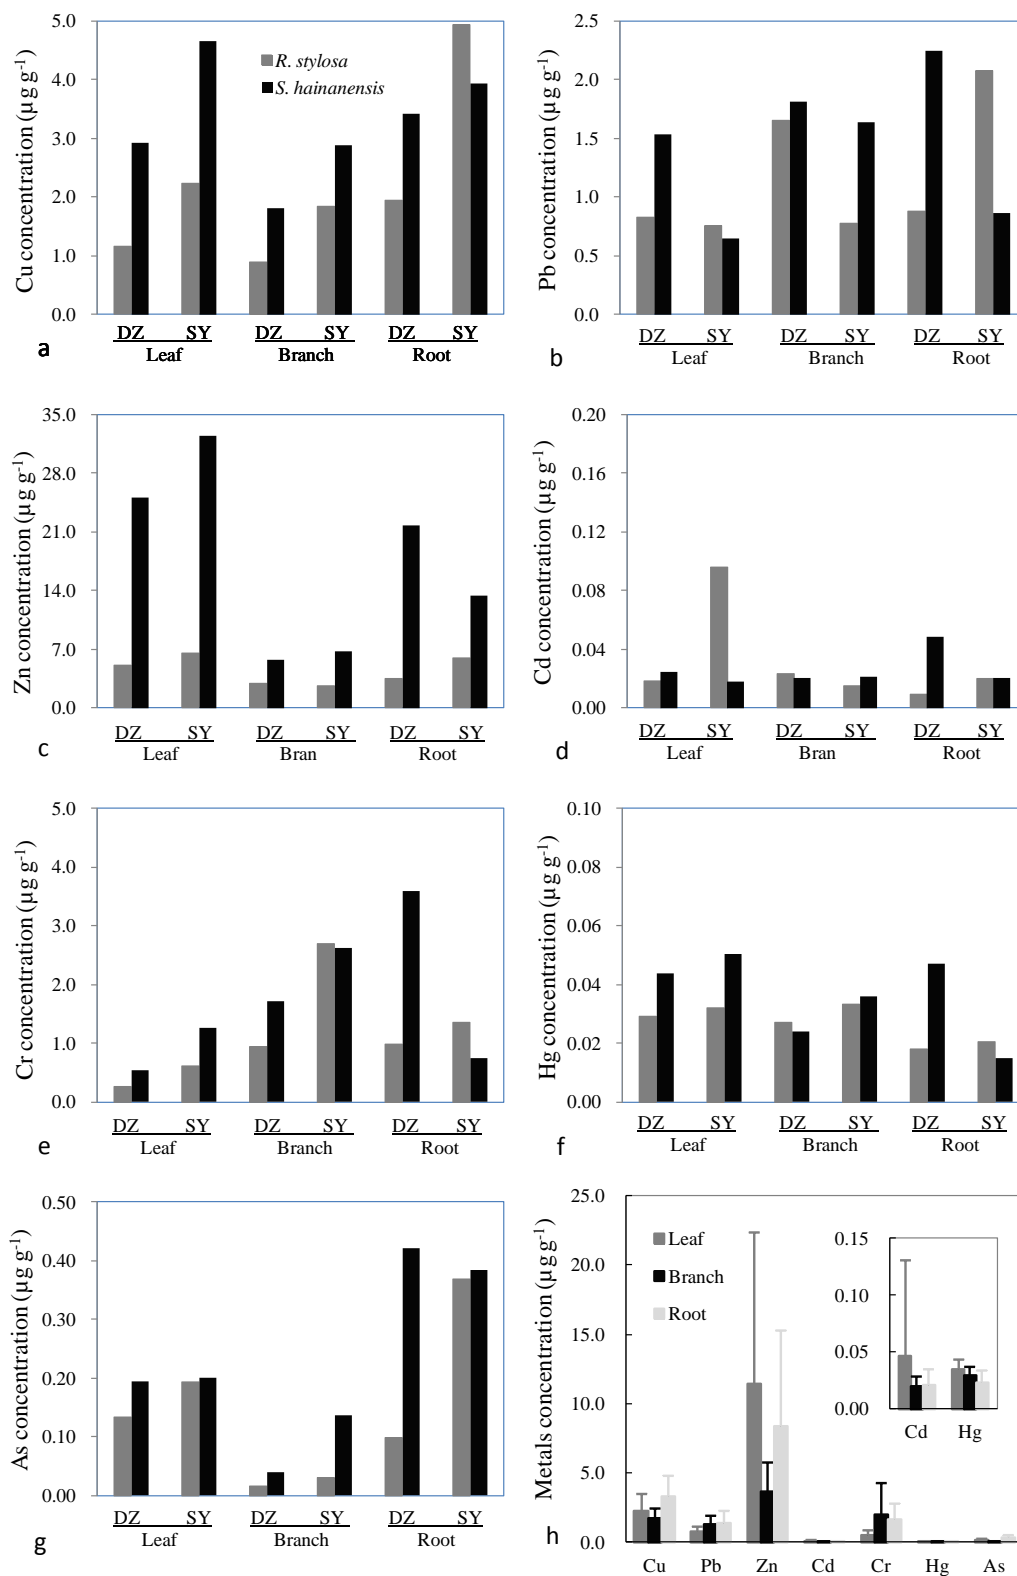 Cu concentration (µg g⁻¹)
5.0
4.0
3.0
2.0
1.0
0.0
R. stylosa
S. hainanensis
DZ SY DZ SY DZ SY
Leaf Branch Root
a
Pb concentration (µg g⁻¹)
2.5
2.0
1.5
1.0
0.5
0.0
DZ SY DZ SY DZ SY
Leaf Branch Root
b
Zn concentration (µg g⁻¹)
35.0
28.0
21.0
14.0
7.0
0.0
DZ SY DZ SY DZ SY
Leaf Bran Root
c
Cd concentration (µg g⁻¹)
0.20
0.16
0.12
0.08
0.04
0.00
DZ SY DZ SY DZ SY
Leaf Bran Root
d
Cr concentration (µg g⁻¹)
5.0
4.0
3.0
2.0
1.0
0.0
DZ SY DZ SY DZ SY
Leaf Branch Root
e
Hg concentration (µg g⁻¹)
0.10
0.08
0.06
0.04
0.02
0.00
DZ SY DZ SY DZ SY
Leaf Branch Root
f
As concentration (µg g⁻¹)
0.50
0.40
0.30
0.20
0.10
0.00
DZ SY DZ SY DZ SY
Leaf Branch Root
g
Metals concentration (µg g⁻¹)
25.0
20.0
15.0
10.0
5.0
0.0
Leaf
Branch
Root
0.15
0.10
0.05
0.00
Cd Hg
Cu Pb Zn Cd Cr Hg As
h